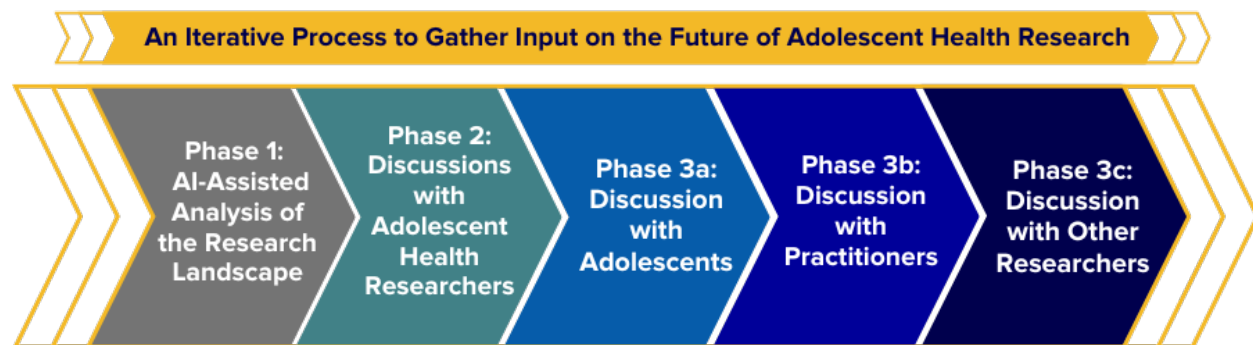 An Iterative Process to Gather Input on the Future of Adolescent Health Research
Phase 1:
AI-Assisted
Analysis of
the Research
Landscape
Phase 2:
Discussions
with
Adolescent
Health
Researchers
Phase 3a:
Discussion
with
Adolescents
Phase 3b:
Discussion
with
Practitioners
Phase 3c:
Discussion
with Other
Researchers